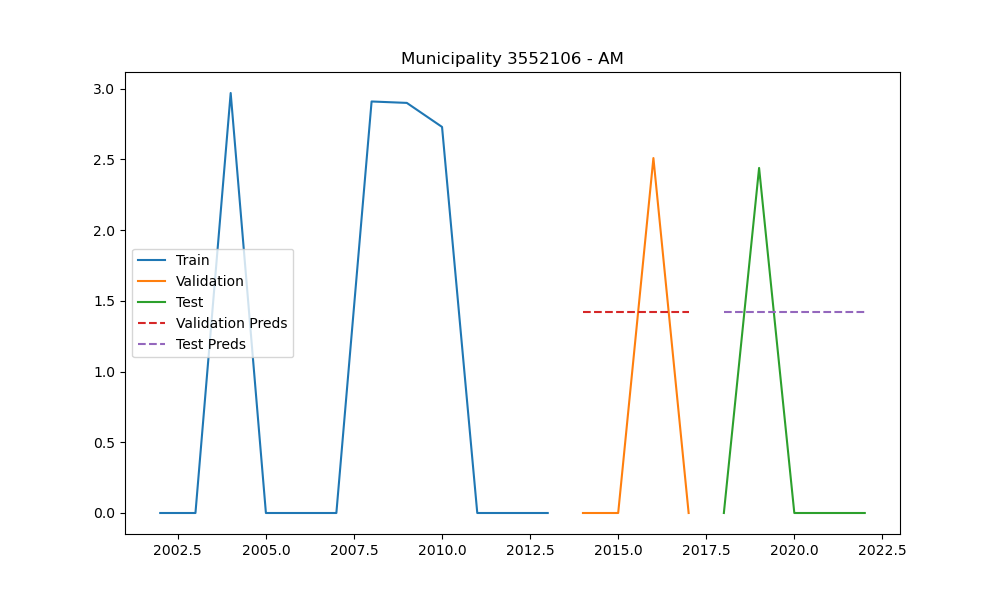 Municipality 3552106 - AM
3.0
2.5
2.0
1.5
1.0
0.5
0.0
Train
Validation
Test
Validation Preds
Test Preds
2002.5 2005.0 2007.5 2010.0 2012.5 2015.0 2017.5 2020.0 2022.5